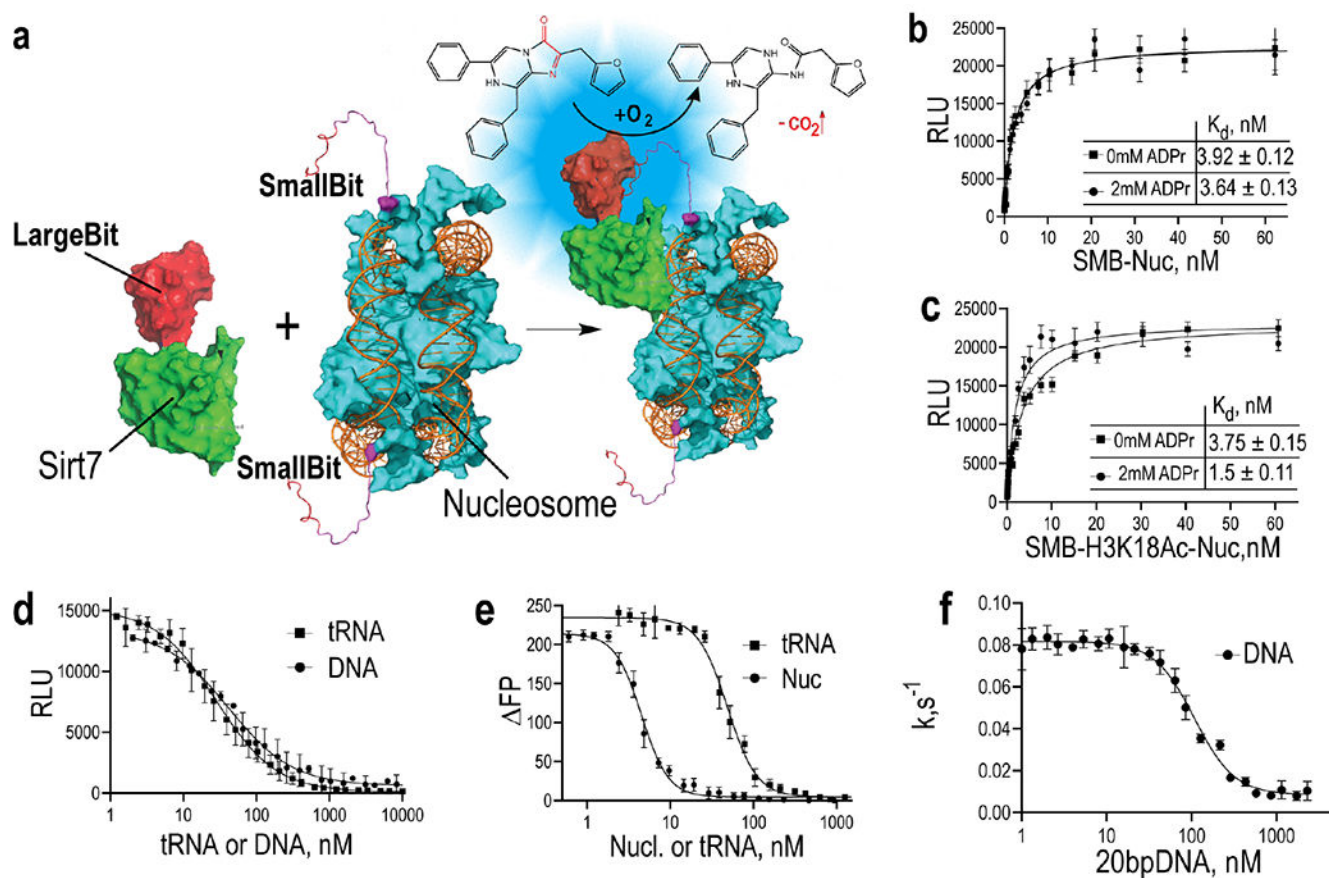 a
O
N
N
HN
O
+O₂
NH
O
N
H
HN
O
- CO₂↑
SmallBit
LargeBit
+
Sirt7
SmallBit
Nucleosome
b
RLU
25000
20000
15000
10000
5000
0
0 10 20 30 40 50 60
SMB-Nuc, nM
Kd, nM
0mM ADPr 3.92 ± 0.12
2mM ADPr 3.64 ± 0.13
c
RLU
25000
20000
15000
10000
5000
0
0 10 20 30 40 50 60
SMB-H3K18Ac-Nuc,nM
Kd, nM
0mM ADPr 3.75 ± 0.15
2mM ADPr 1.5 ± 0.11
d
RLU
15000
10000
5000
0
1 10 100 1000 10000
tRNA or DNA, nM
tRNA
DNA
e
ΔFP
250
200
150
100
50
0
1 10 100 1000
Nucl. or tRNA, nM
tRNA
Nuc
f
k,s⁻¹
0.10
0.08
0.06
0.04
0.02
0.00
1 10 100 1000
20bpDNA, nM
DNA